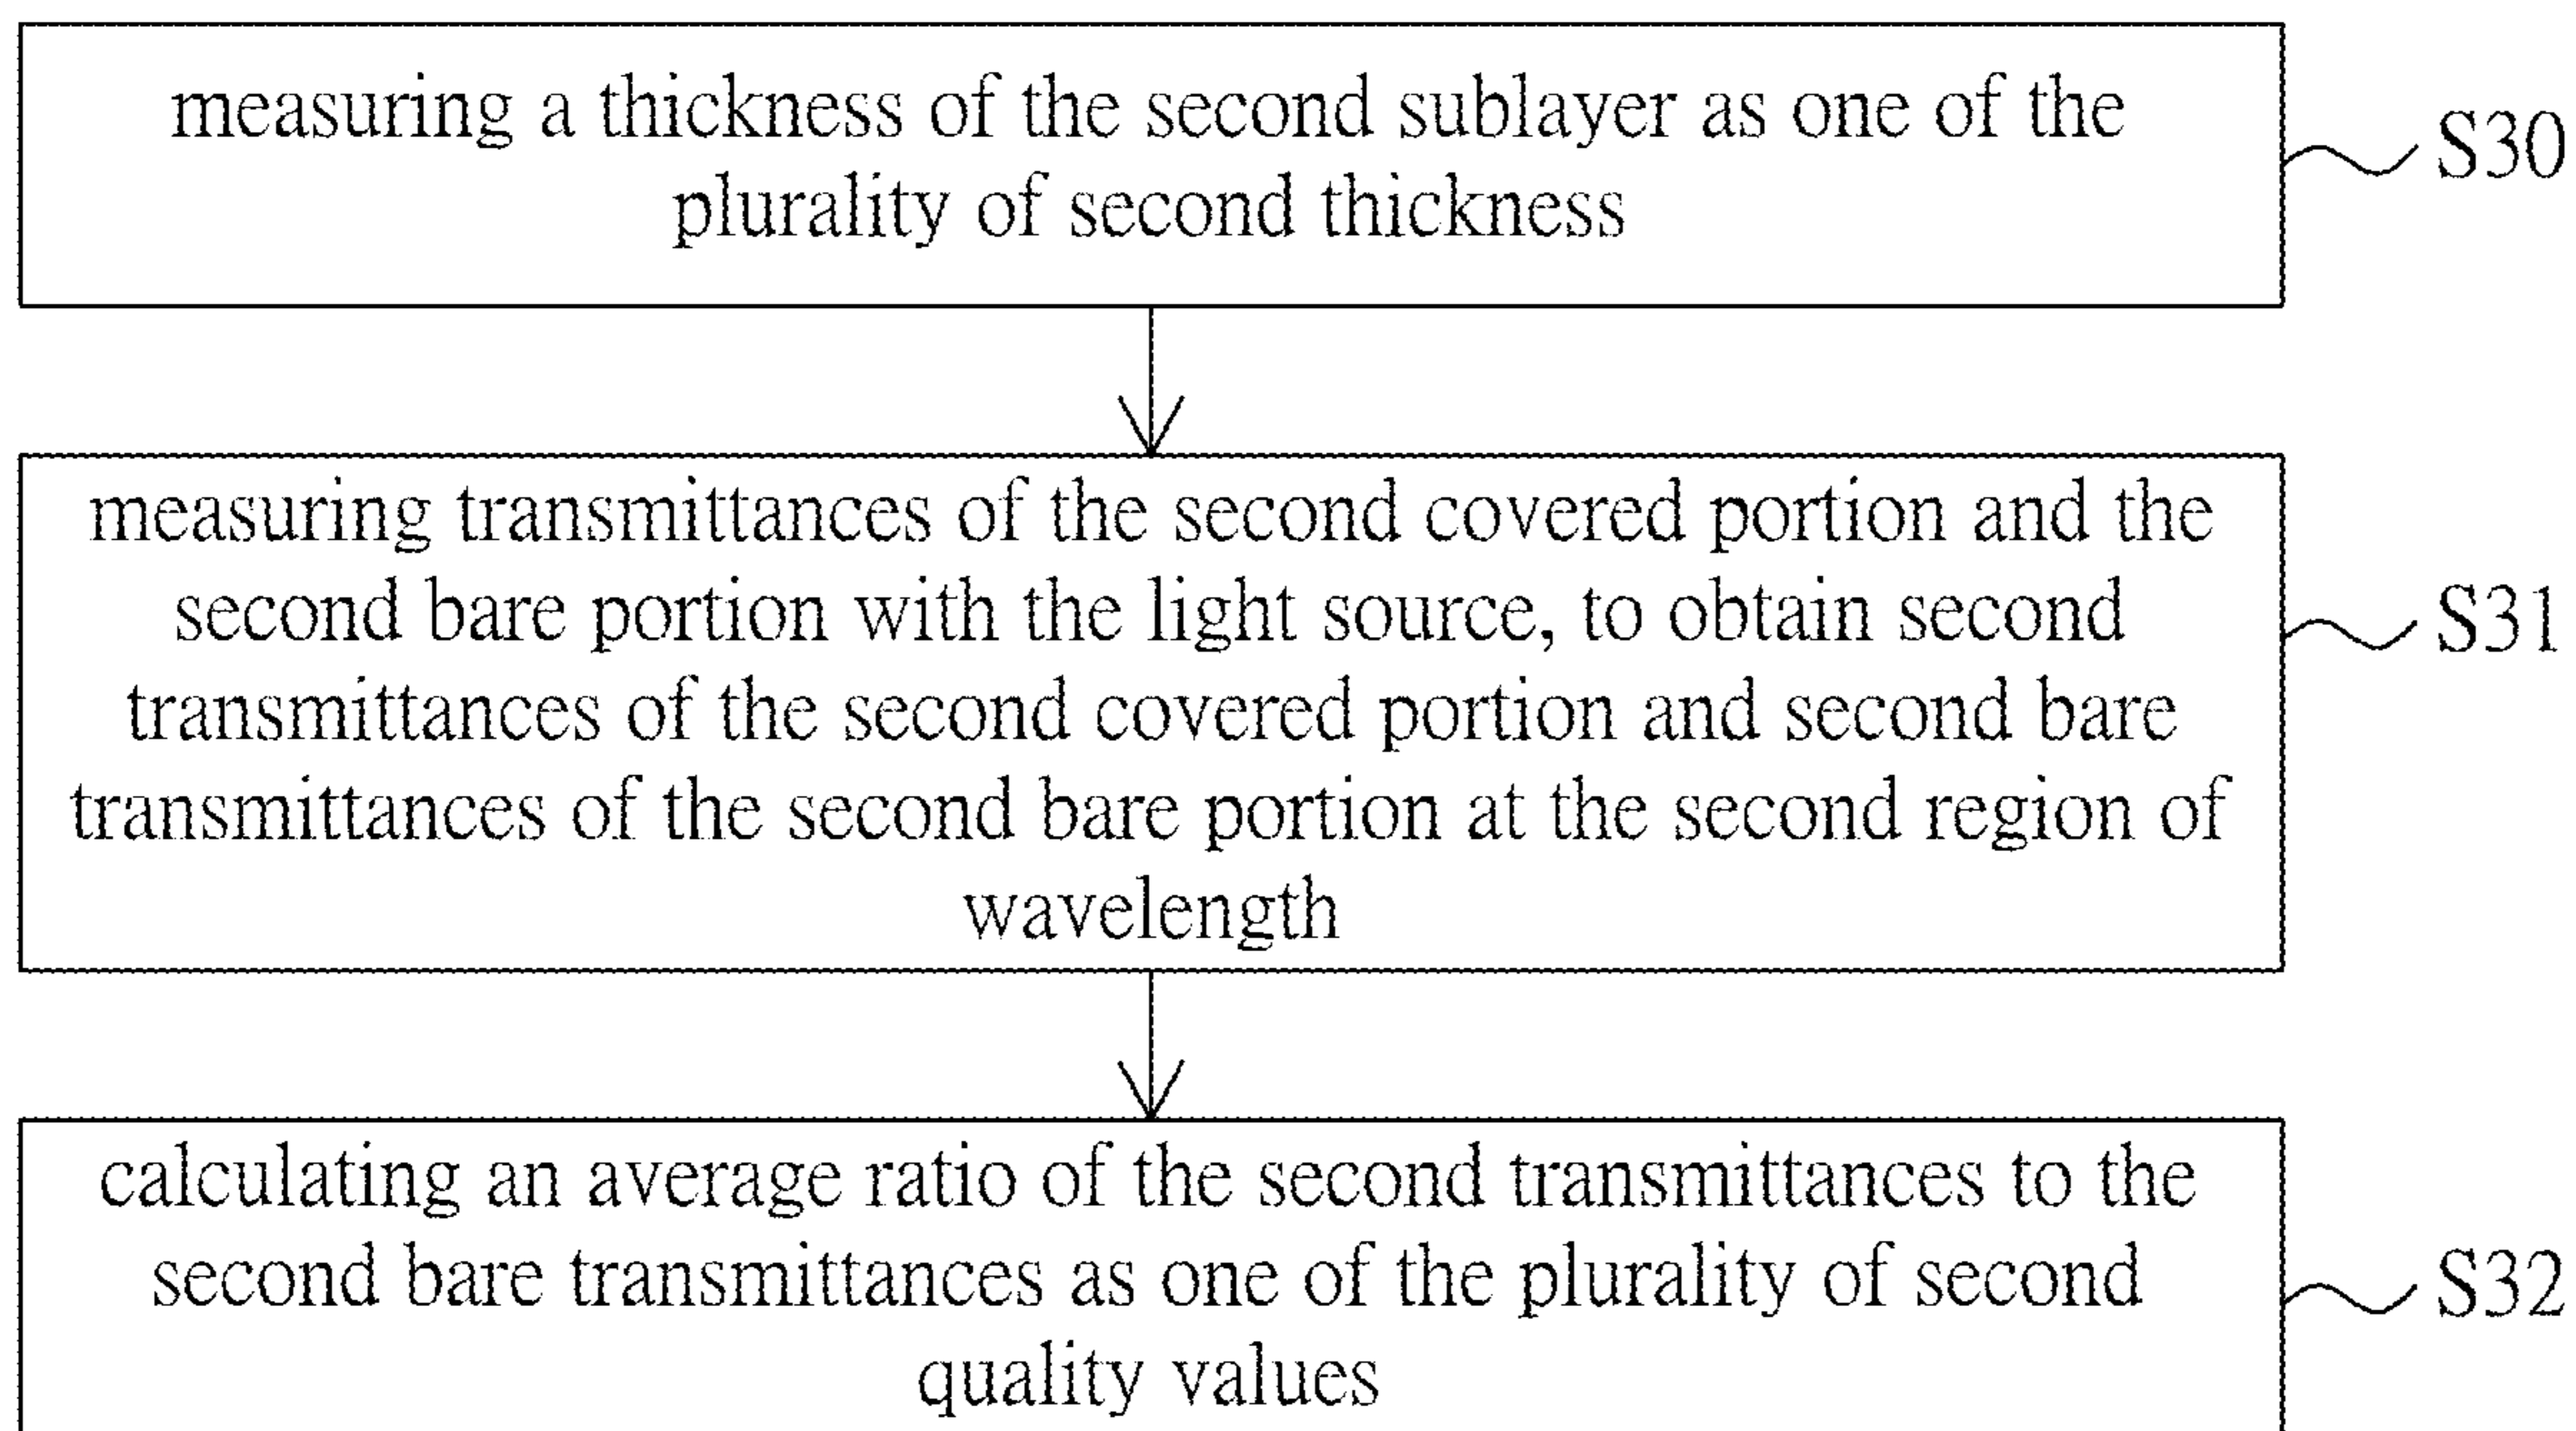 measuring a thickness of the second sublayer as one of the
plurality of second thickness
S30
measuring transmittances of the second covered portion and the
second bare portion with the light source, to obtain second
transmittances of the second covered portion and second bare
transmittances of the second bare portion at the second region of
wavelength
S31
calculating an average ratio of the second transmittances to the
second bare transmittances as one of the plurality of second
quality values
S32